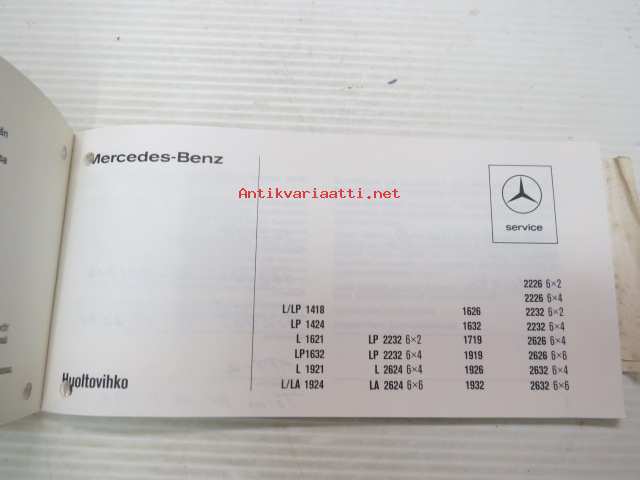 Mercedes-Benz
Antikvariaatti.net
service
L/LP 1418
LP 1424
L 1621
LP1632
L 1921
L/LA 1924
LP 2232 6×2
LP 2232 6×4
L 2624 6×4
LA 2624 6×6
1626
1632
1719
1919
1926
1932
2226 6×2
2226 6×4
2232 6×2
2232 6×4
2626 6×4
2626 6×6
2632 6×4
2632 6×6
Huoltovihko